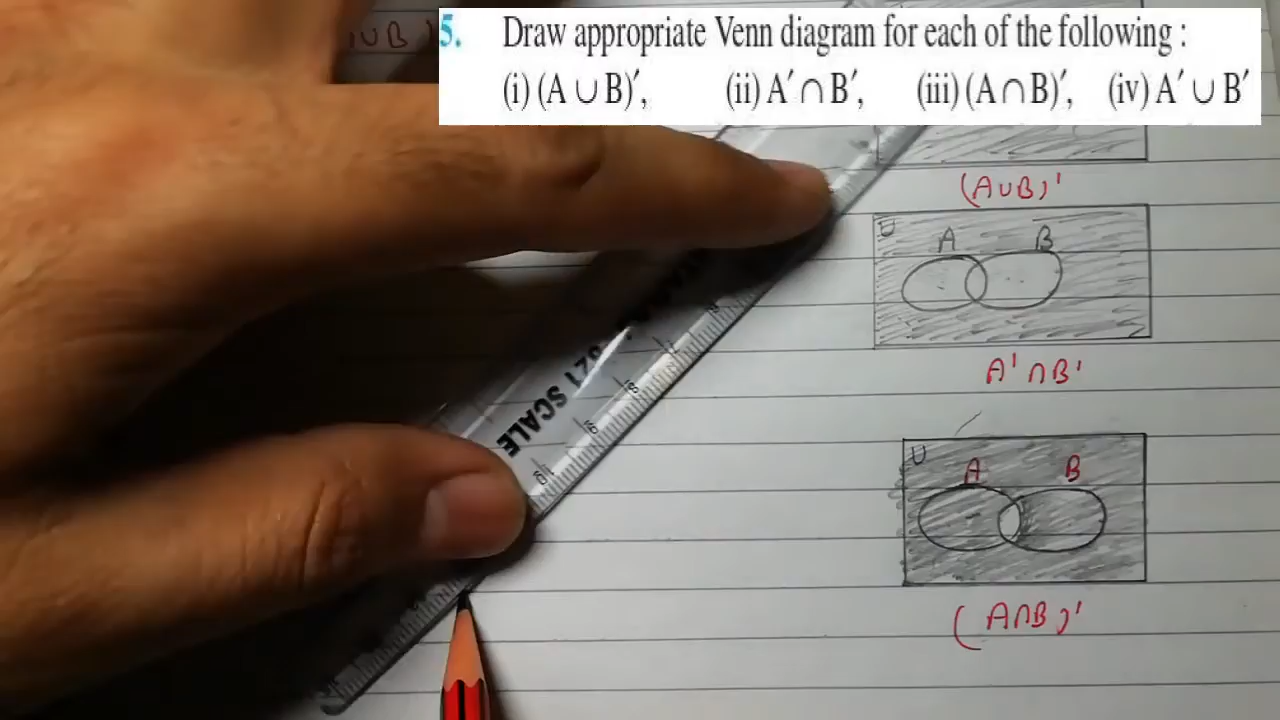 ∪B)
5. Draw appropriate Venn diagram for each of the following :
(i) (A ∪ B)′, (ii) A′ ∩ B′, (iii) (A ∩ B)′, (iv) A′ ∪ B′
(A∪B)'
U
A B
A' ∩ B'
U
A B
(A∩B)'
SCALE